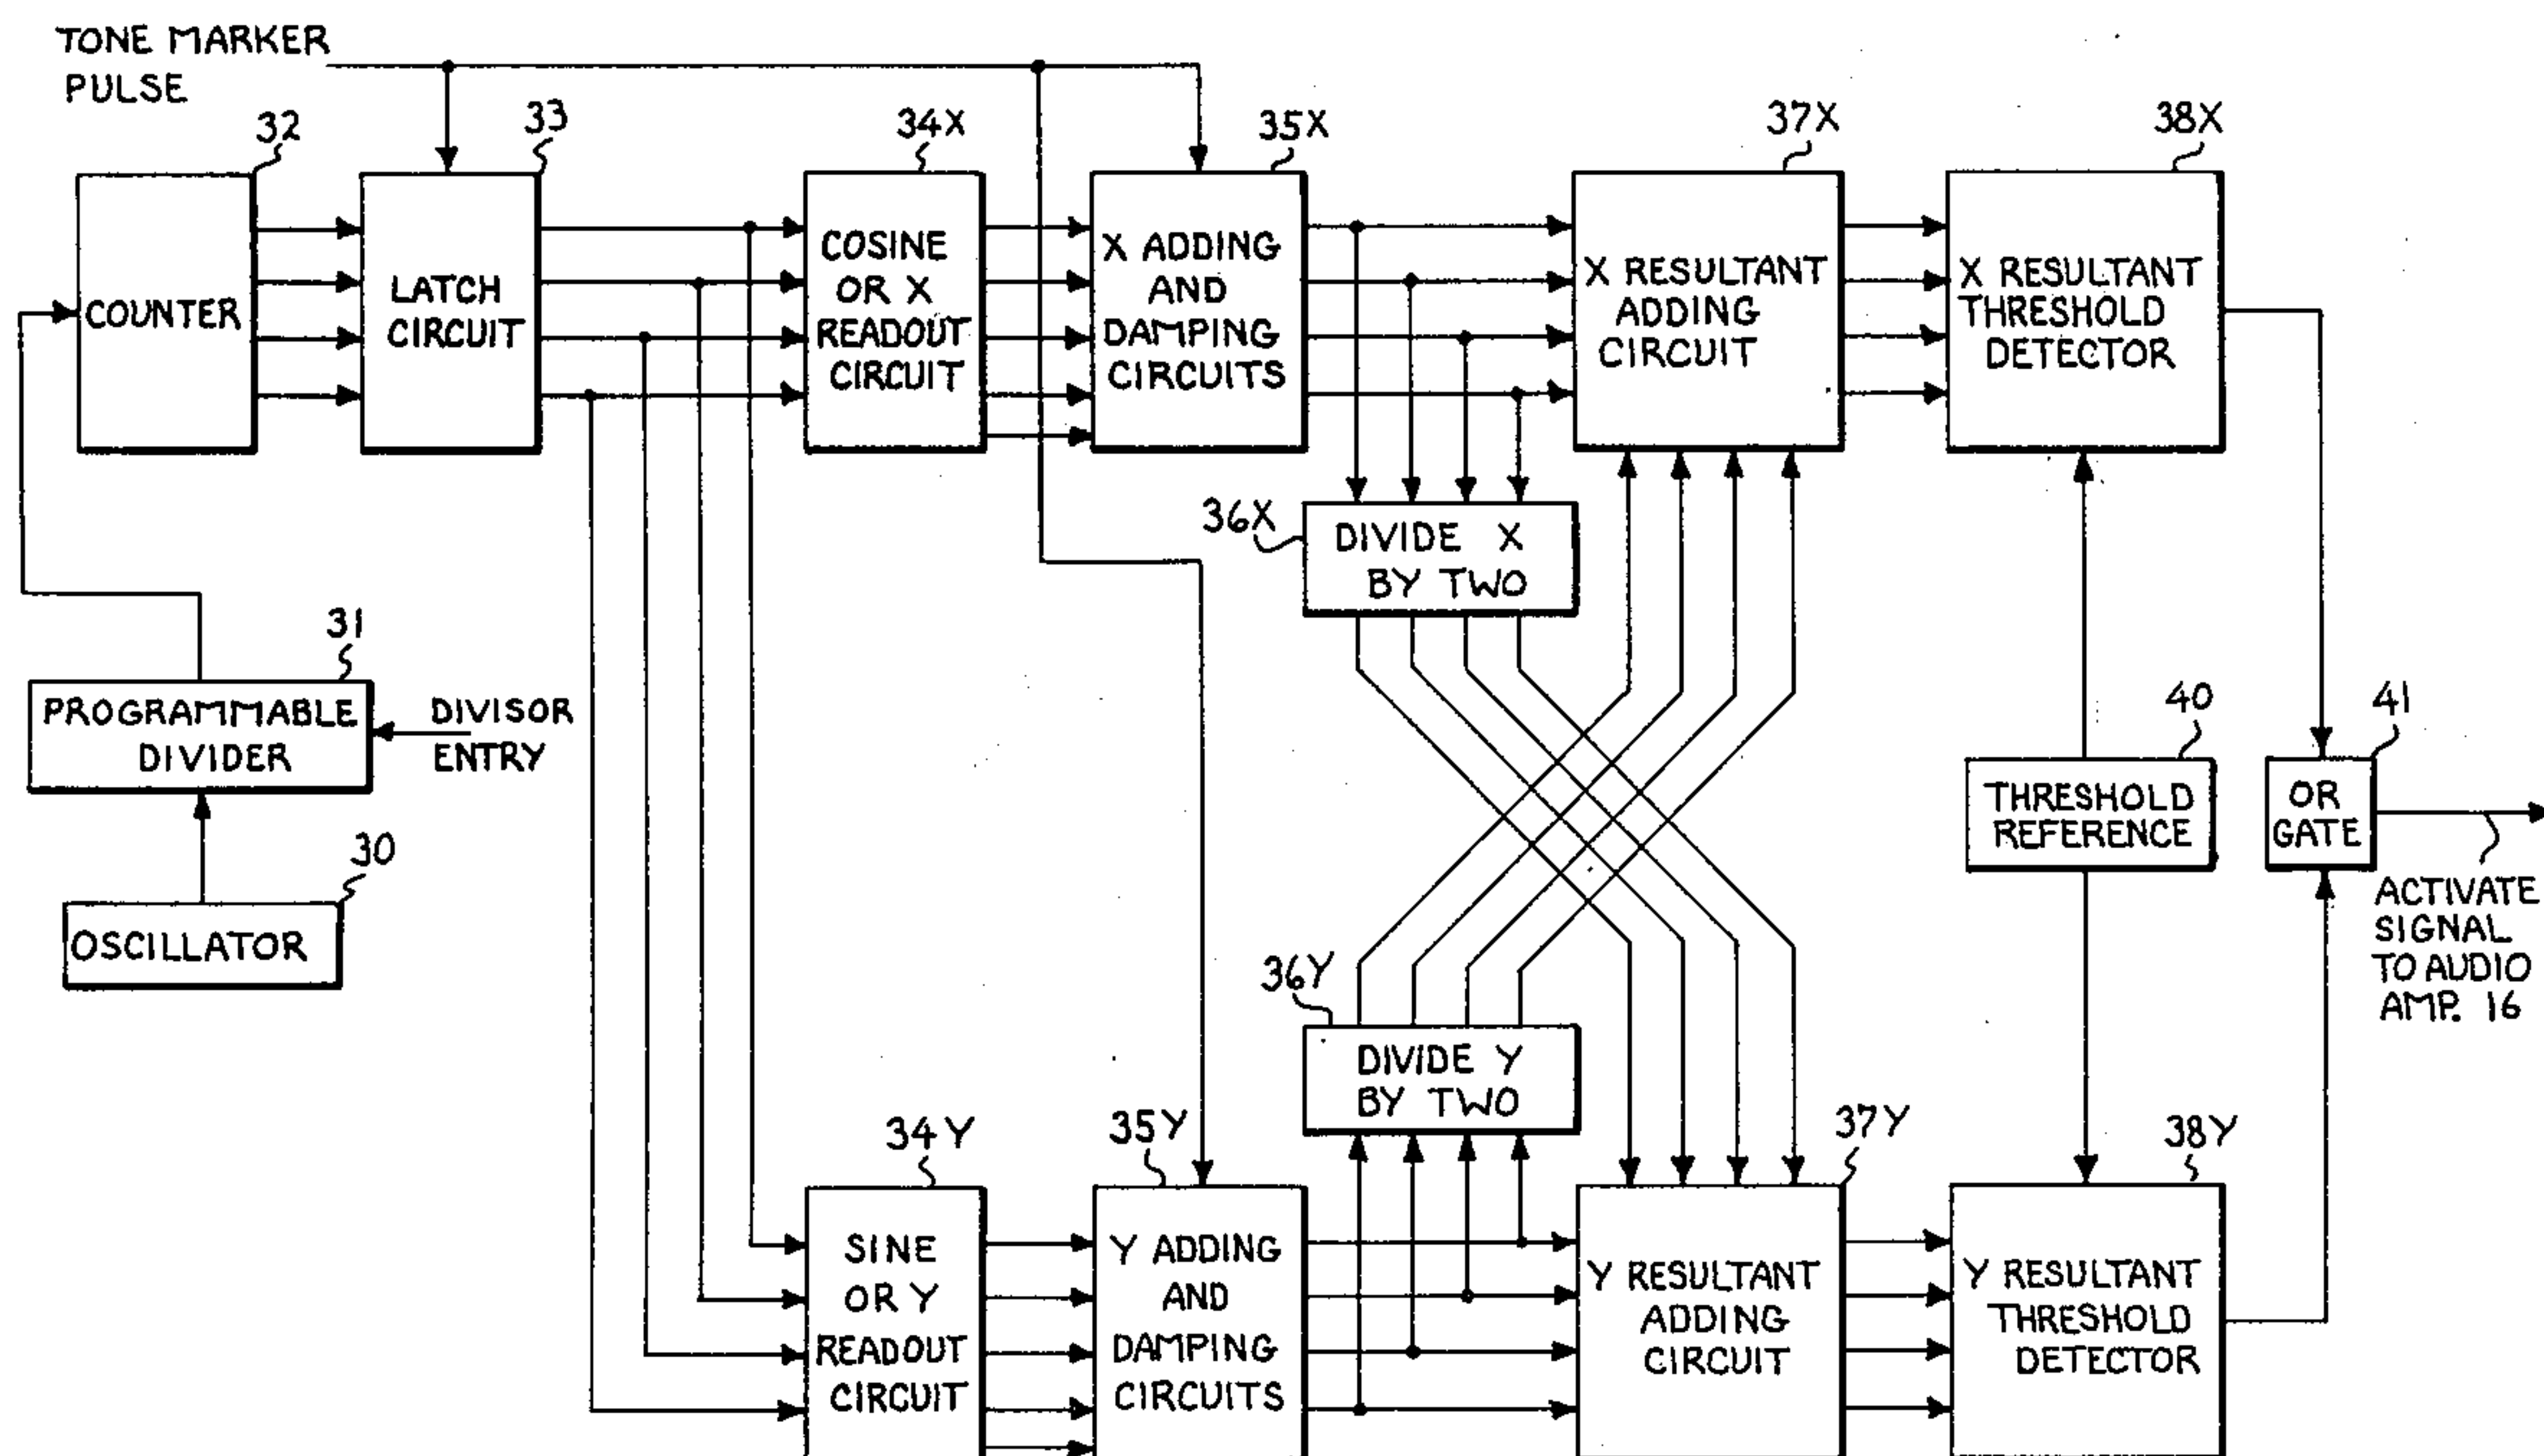 TONE MARKER
PULSE
32
33
34X
35X
37X
38X
COUNTER
LATCH
CIRCUIT
COSINE
OR X
READOUT
CIRCUIT
X ADDING
AND
DAMPING
CIRCUITS
X RESULTANT
ADDING
CIRCUIT
X RESULTANT
THRESHOLD
DETECTOR
36X
DIVIDE X
BY TWO
31
PROGRAMMABLE
DIVIDER
DIVISOR
ENTRY
40
THRESHOLD
REFERENCE
41
OR
GATE
30
OSCILLATOR
ACTIVATE
SIGNAL
TO AUDIO
AMP. 16
36Y
DIVIDE Y
BY TWO
34Y
35Y
37Y
38Y
SINE
OR Y
READOUT
CIRCUIT
Y ADDING
AND
DAMPING
CIRCUITS
Y RESULTANT
ADDING
CIRCUIT
Y RESULTANT
THRESHOLD
DETECTOR